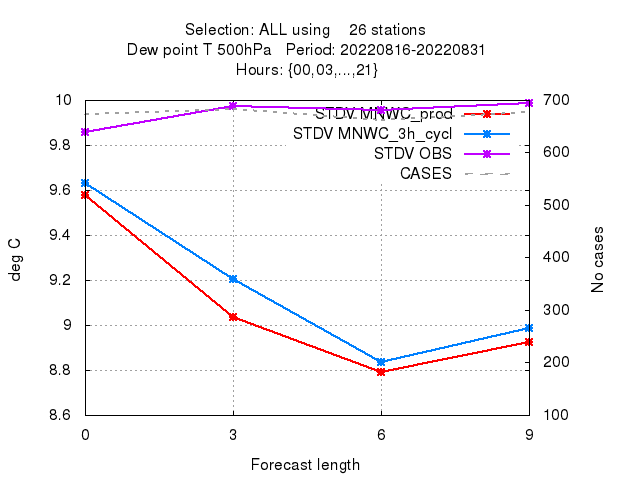 Selection: ALL using 26 stations
Dew point T 500hPa Period: 20220816-20220831
Hours: {00,03,...,21}
10
9.8
9.6
9.4
9.2
9
8.8
8.6
700
600
500
400
300
200
100
STDV MNWC_prod
STDV MNWC_3h_cycl
STDV OBS
CASES
deg C
No cases
0 3 6 9
Forecast length